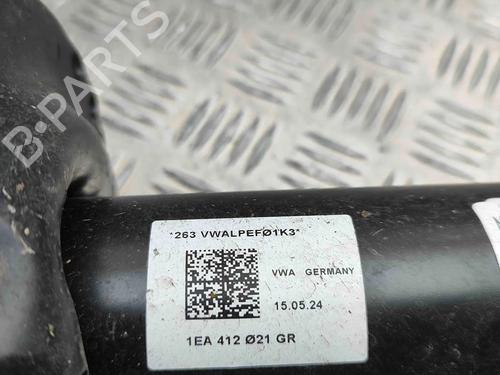 B-PARTS
*263 VWALPEFØ1K3*
VWA GERMANY
15.05.24
1EA 412 Ø21 GR